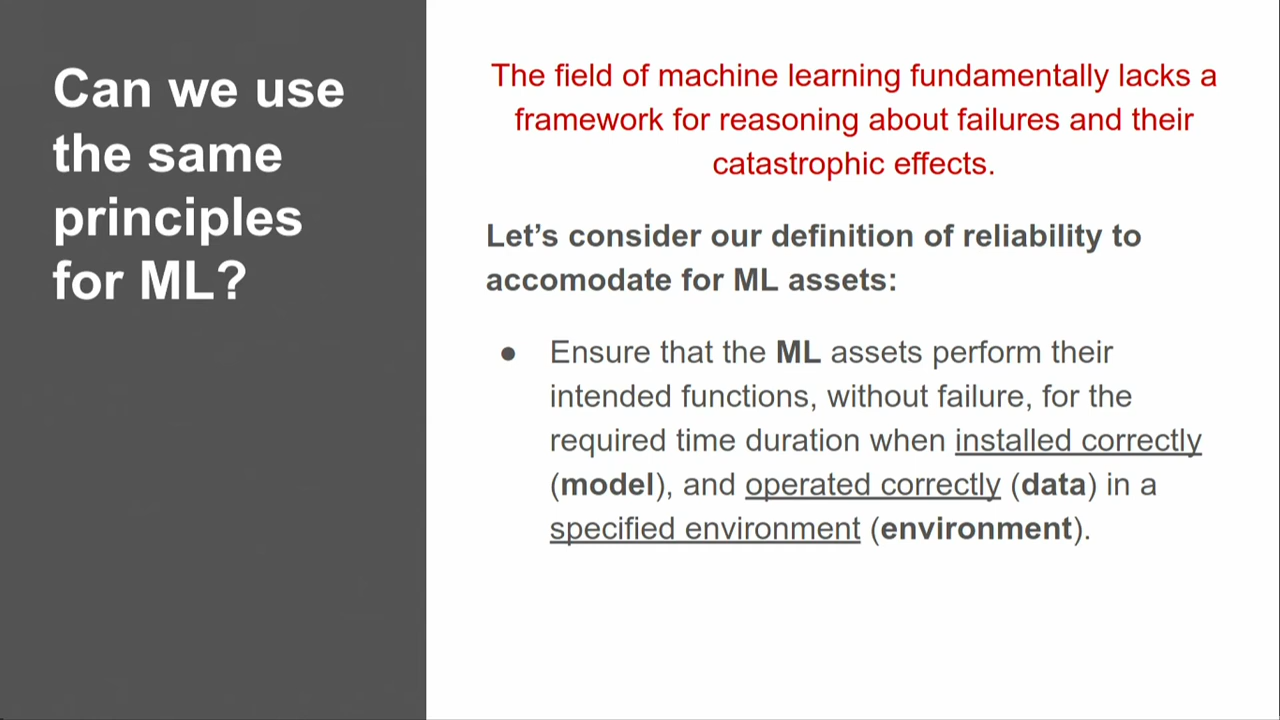 Can we use
the same
principles
for ML?
The field of machine learning fundamentally lacks a
framework for reasoning about failures and their
catastrophic effects.
Let’s consider our definition of reliability to
accomodate for ML assets:
● Ensure that the ML assets perform their
intended functions, without failure, for the
required time duration when installed correctly
(model), and operated correctly (data) in a
specified environment (environment).